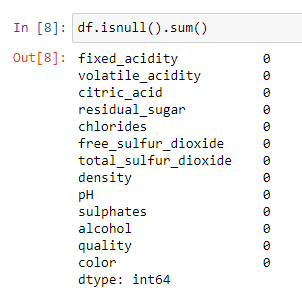 In [8]: df.isnull().sum()
Out[8]: fixed_acidity 0
volatile_acidity 0
citric_acid 0
residual_sugar 0
chlorides 0
free_sulfur_dioxide 0
total_sulfur_dioxide 0
density 0
pH 0
sulphates 0
alcohol 0
quality 0
color 0
dtype: int64